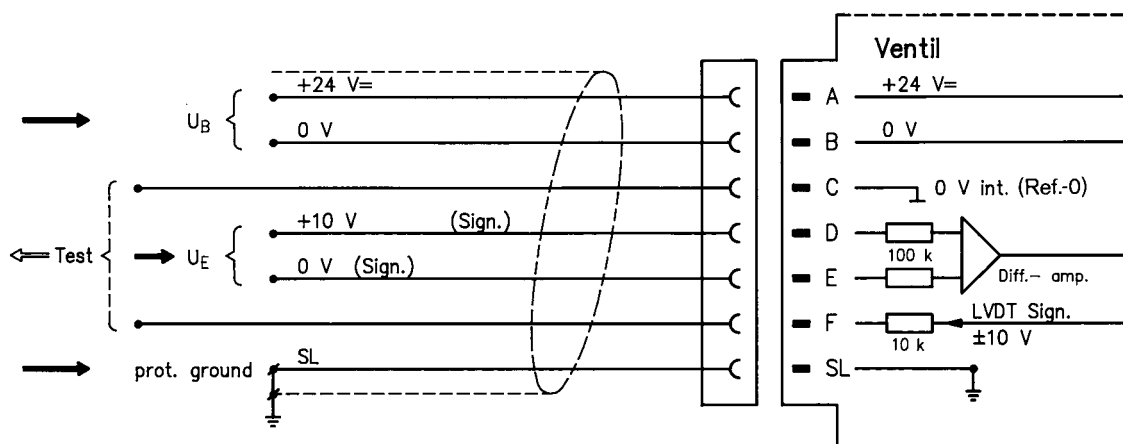 Ventil
+24 V=
A
+24 V=
U_B
0 V
B
0 V
C
0 V int. (Ref.-0)
+10 V (Sign.)
D
100 k
Test
U_E
0 V (Sign.)
E
Diff.- amp.
F
LVDT Sign.
±10 V
10 k
prot. ground
SL
SL